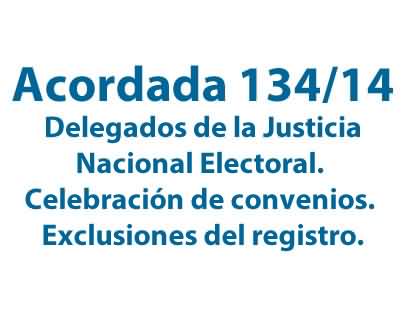 Acordada 134/14
Delegados de la Justicia
Nacional Electoral.
Celebración de convenios.
Exclusiones del registro.